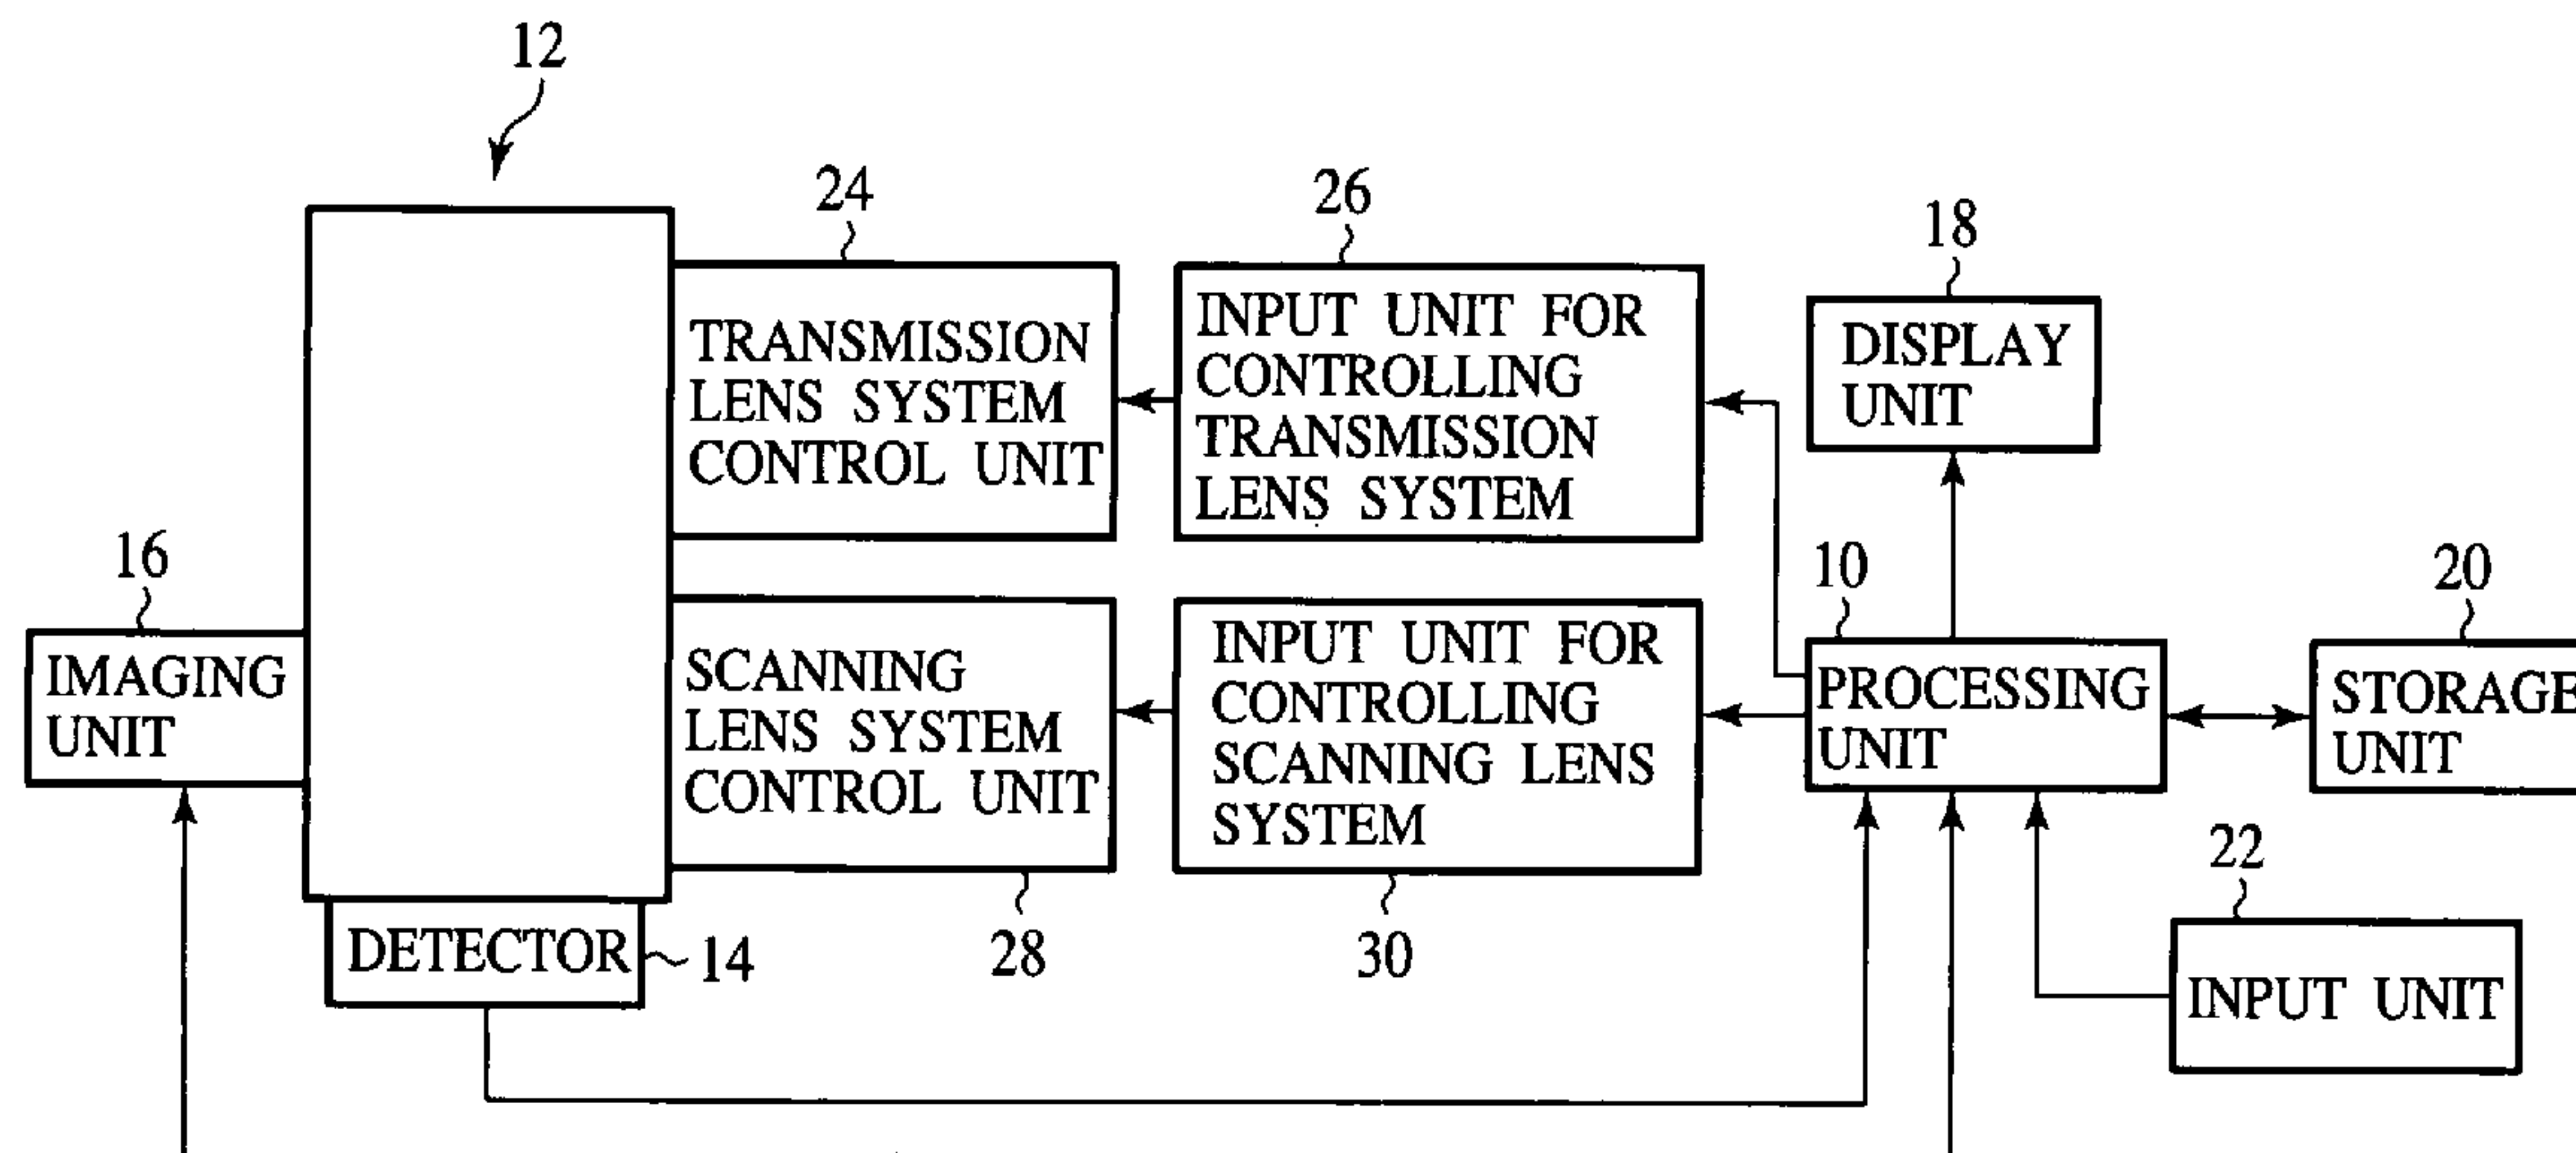 12
24
26
18
TRANSMISSION
LENS SYSTEM
CONTROL UNIT
INPUT UNIT FOR
CONTROLLING
TRANSMISSION
LENS SYSTEM
DISPLAY
UNIT
16
10
20
IMAGING
UNIT
SCANNING
LENS SYSTEM
CONTROL UNIT
INPUT UNIT FOR
CONTROLLING
SCANNING LENS
SYSTEM
PROCESSING
UNIT
STORAGE
UNIT
22
DETECTOR
14
28
30
INPUT UNIT